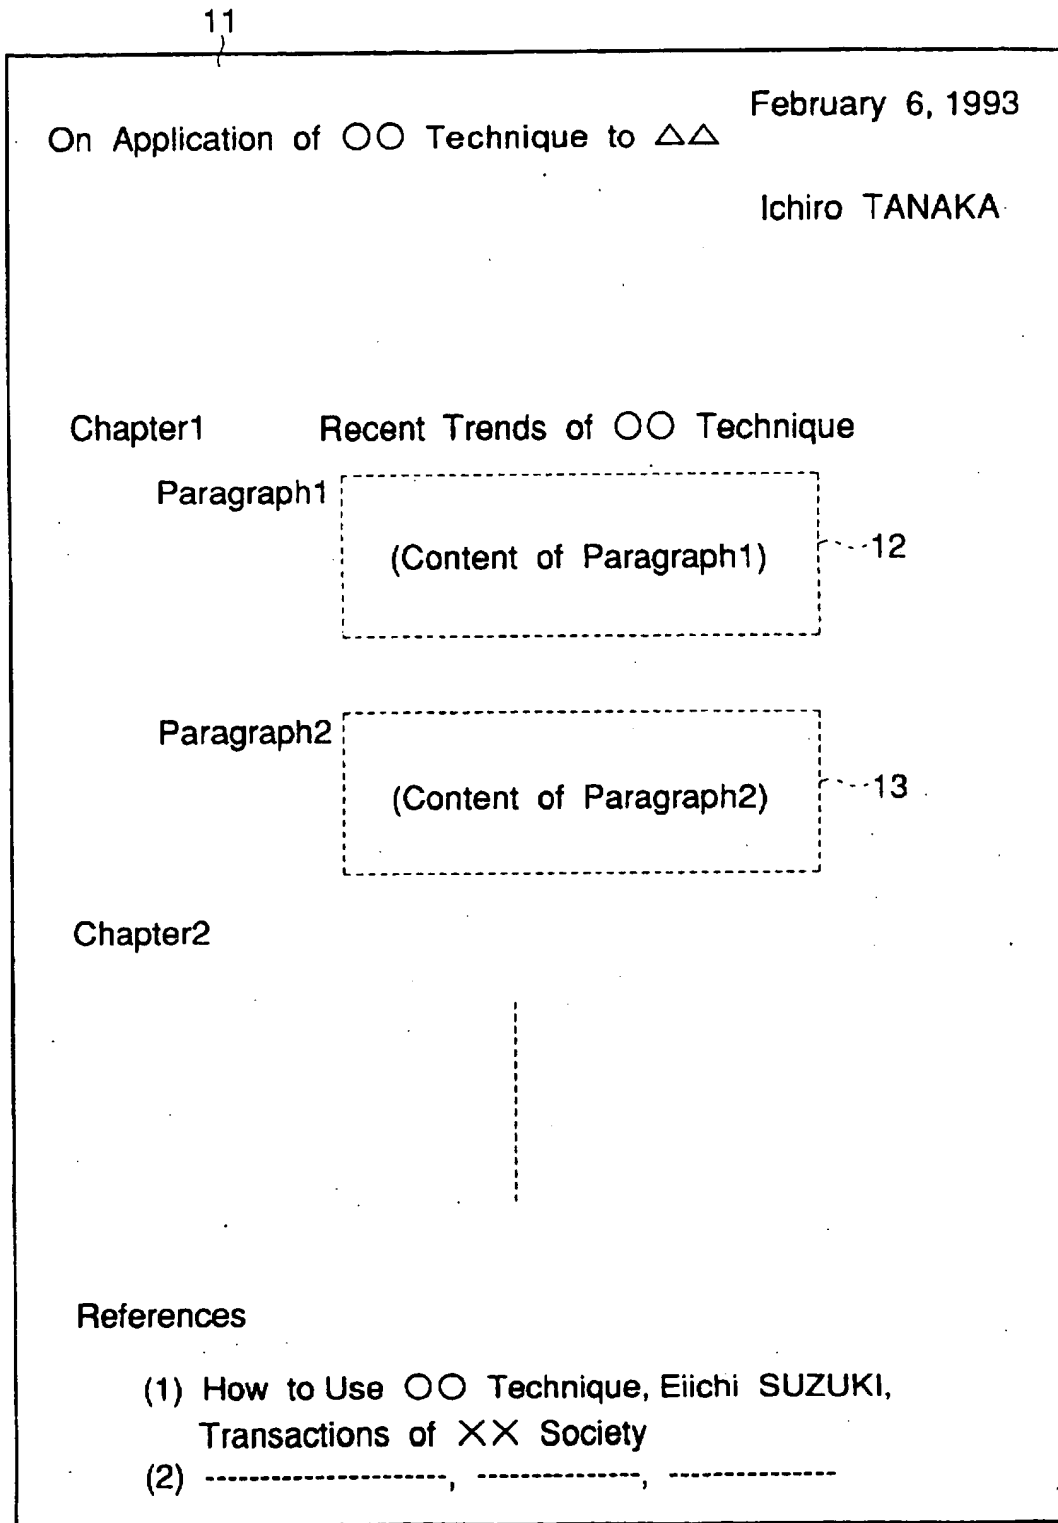 11
February 6, 1993
On Application of ○○ Technique to △△
Ichiro TANAKA
Chapter1 Recent Trends of ○○ Technique
Paragraph1
(Content of Paragraph1)
12
Paragraph2
(Content of Paragraph2)
13
Chapter2
References
(1) How to Use ○○ Technique, Eiichi SUZUKI,
Transactions of ×× Society
(2) ----------------------, ---------------, ---------------